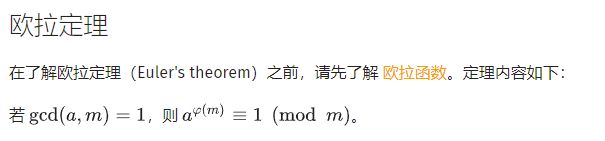 欧拉定理
在了解欧拉定理（Euler's theorem）之前，请先了解 欧拉函数。定理内容如下：
若 gcd(a, m) = 1，则 a^{φ(m)} ≡ 1 (mod m)。